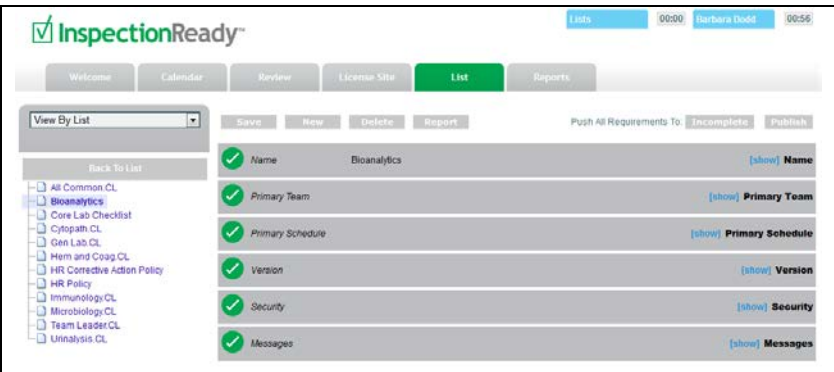 Lists 00:00 Barbara Dodd 00:56
InspectionReady™
Welcome Calendar Review License Site List Reports
View By List
Save New Delete Report Push All Requirements To: Incomplete Publish
Back To List
All Common.CL
Bioanalytics
Core Lab Checklist
Cytopath.CL
Gen Lab.CL
Hem and Coag.CL
HR Corrective Action Policy
HR Policy
Immunology.CL
Microbiology.CL
Team Leader.CL
Urinalysis.CL
Name Bioanalytics [show] Name
Primary Team [show] Primary Team
Primary Schedule [show] Primary Schedule
Version [show] Version
Security [show] Security
Messages [show] Messages